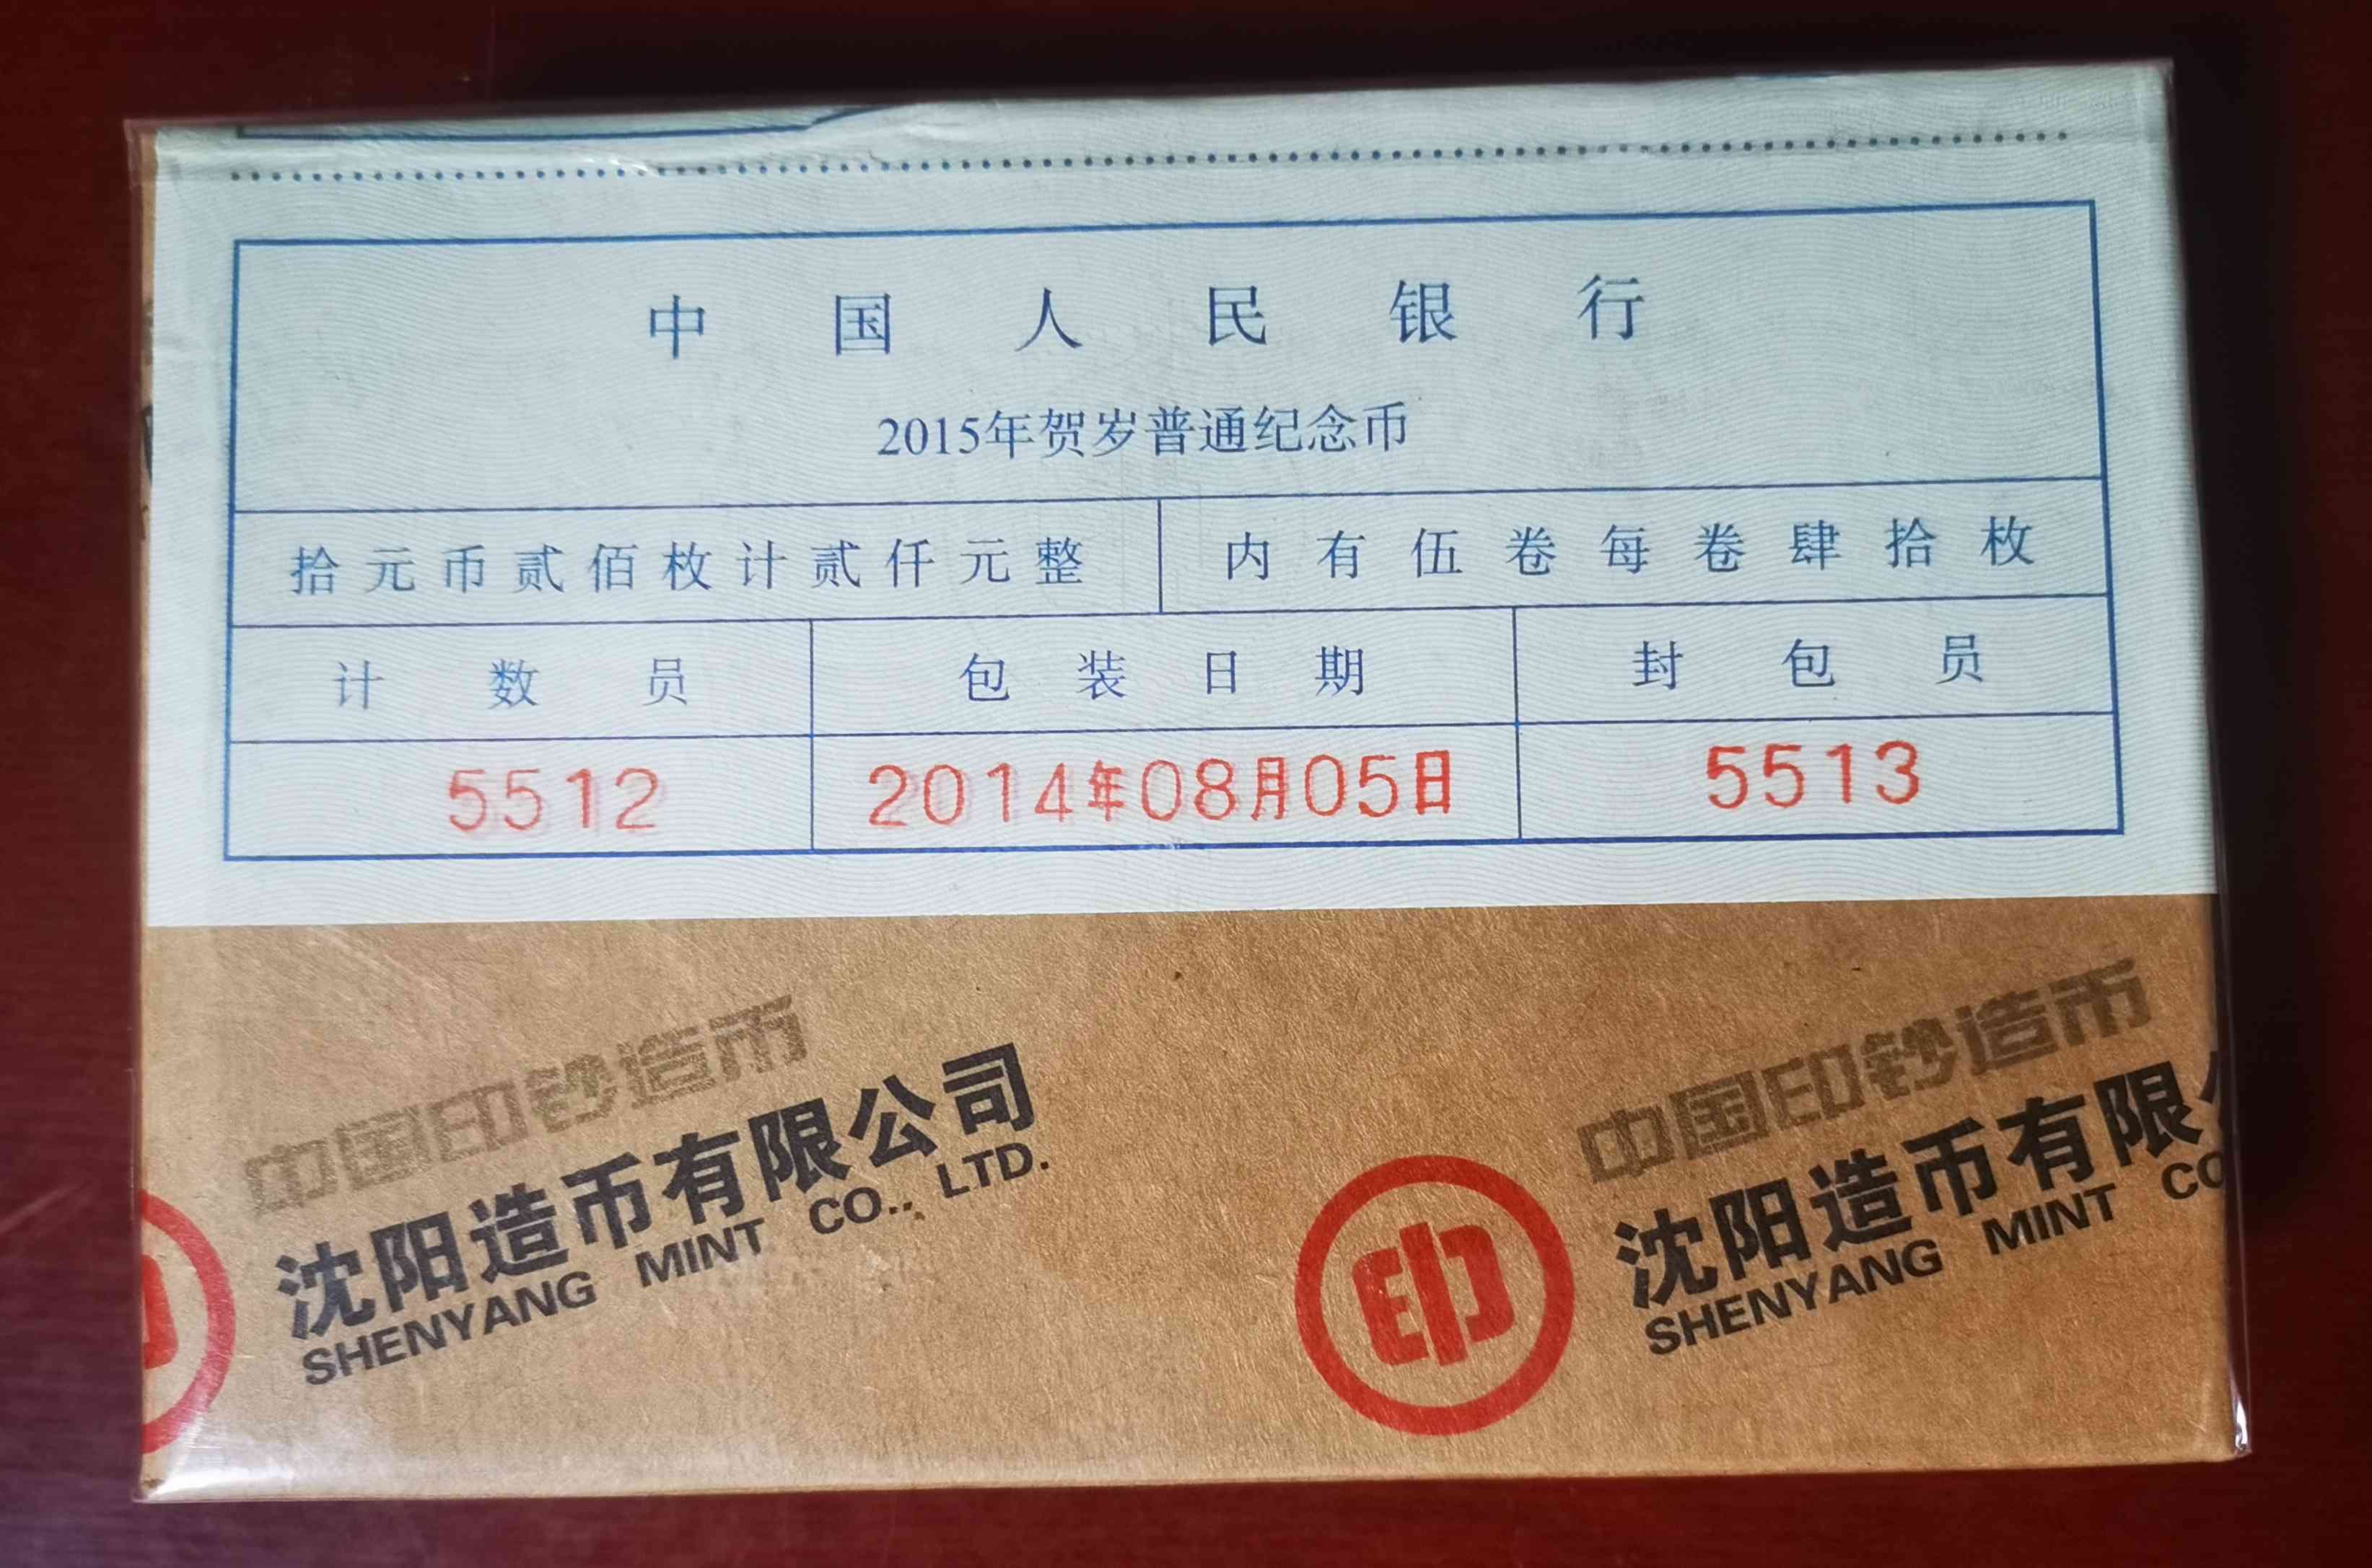 中国人民银行
2015年贺岁普通纪念币
拾元币贰佰枚计贰仟元整 内有伍卷每卷肆拾枚
计数员 包装日期 封包员
5512 2014年08月05日 5513
中国印钞造币
沈阳造币有限公司
SHENYANG MINT CO., LTD.
中国印钞造币
印
沈阳造币有限
SHENYANG MINT CO